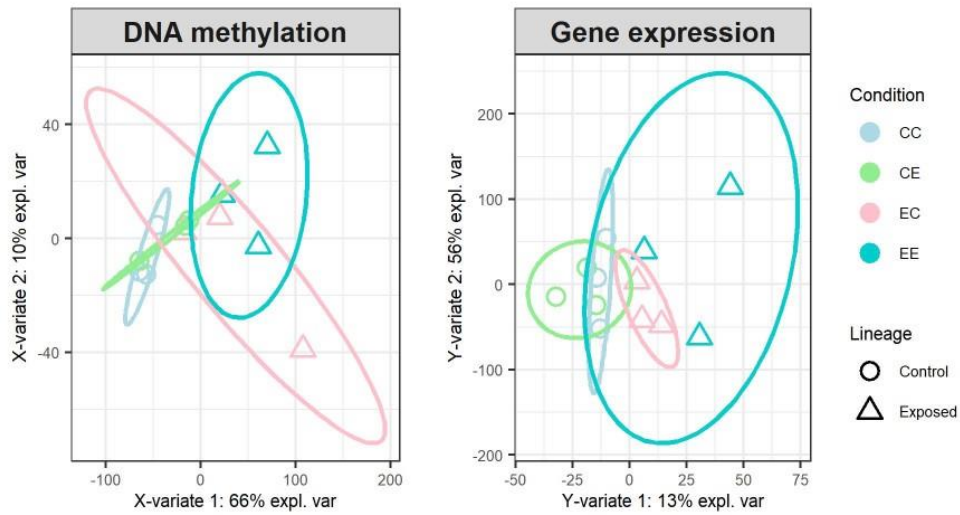 DNA methylation
Gene expression
X-variate 2: 10% expl. var
40
0
-40
-100
0
100
200
X-variate 1: 66% expl. var
Y-variate 2: 56% expl. var
200
100
0
-100
-200
-50
-25
0
25
50
75
Y-variate 1: 13% expl. var
Condition
CC
CE
EC
EE
Lineage
Control
Exposed